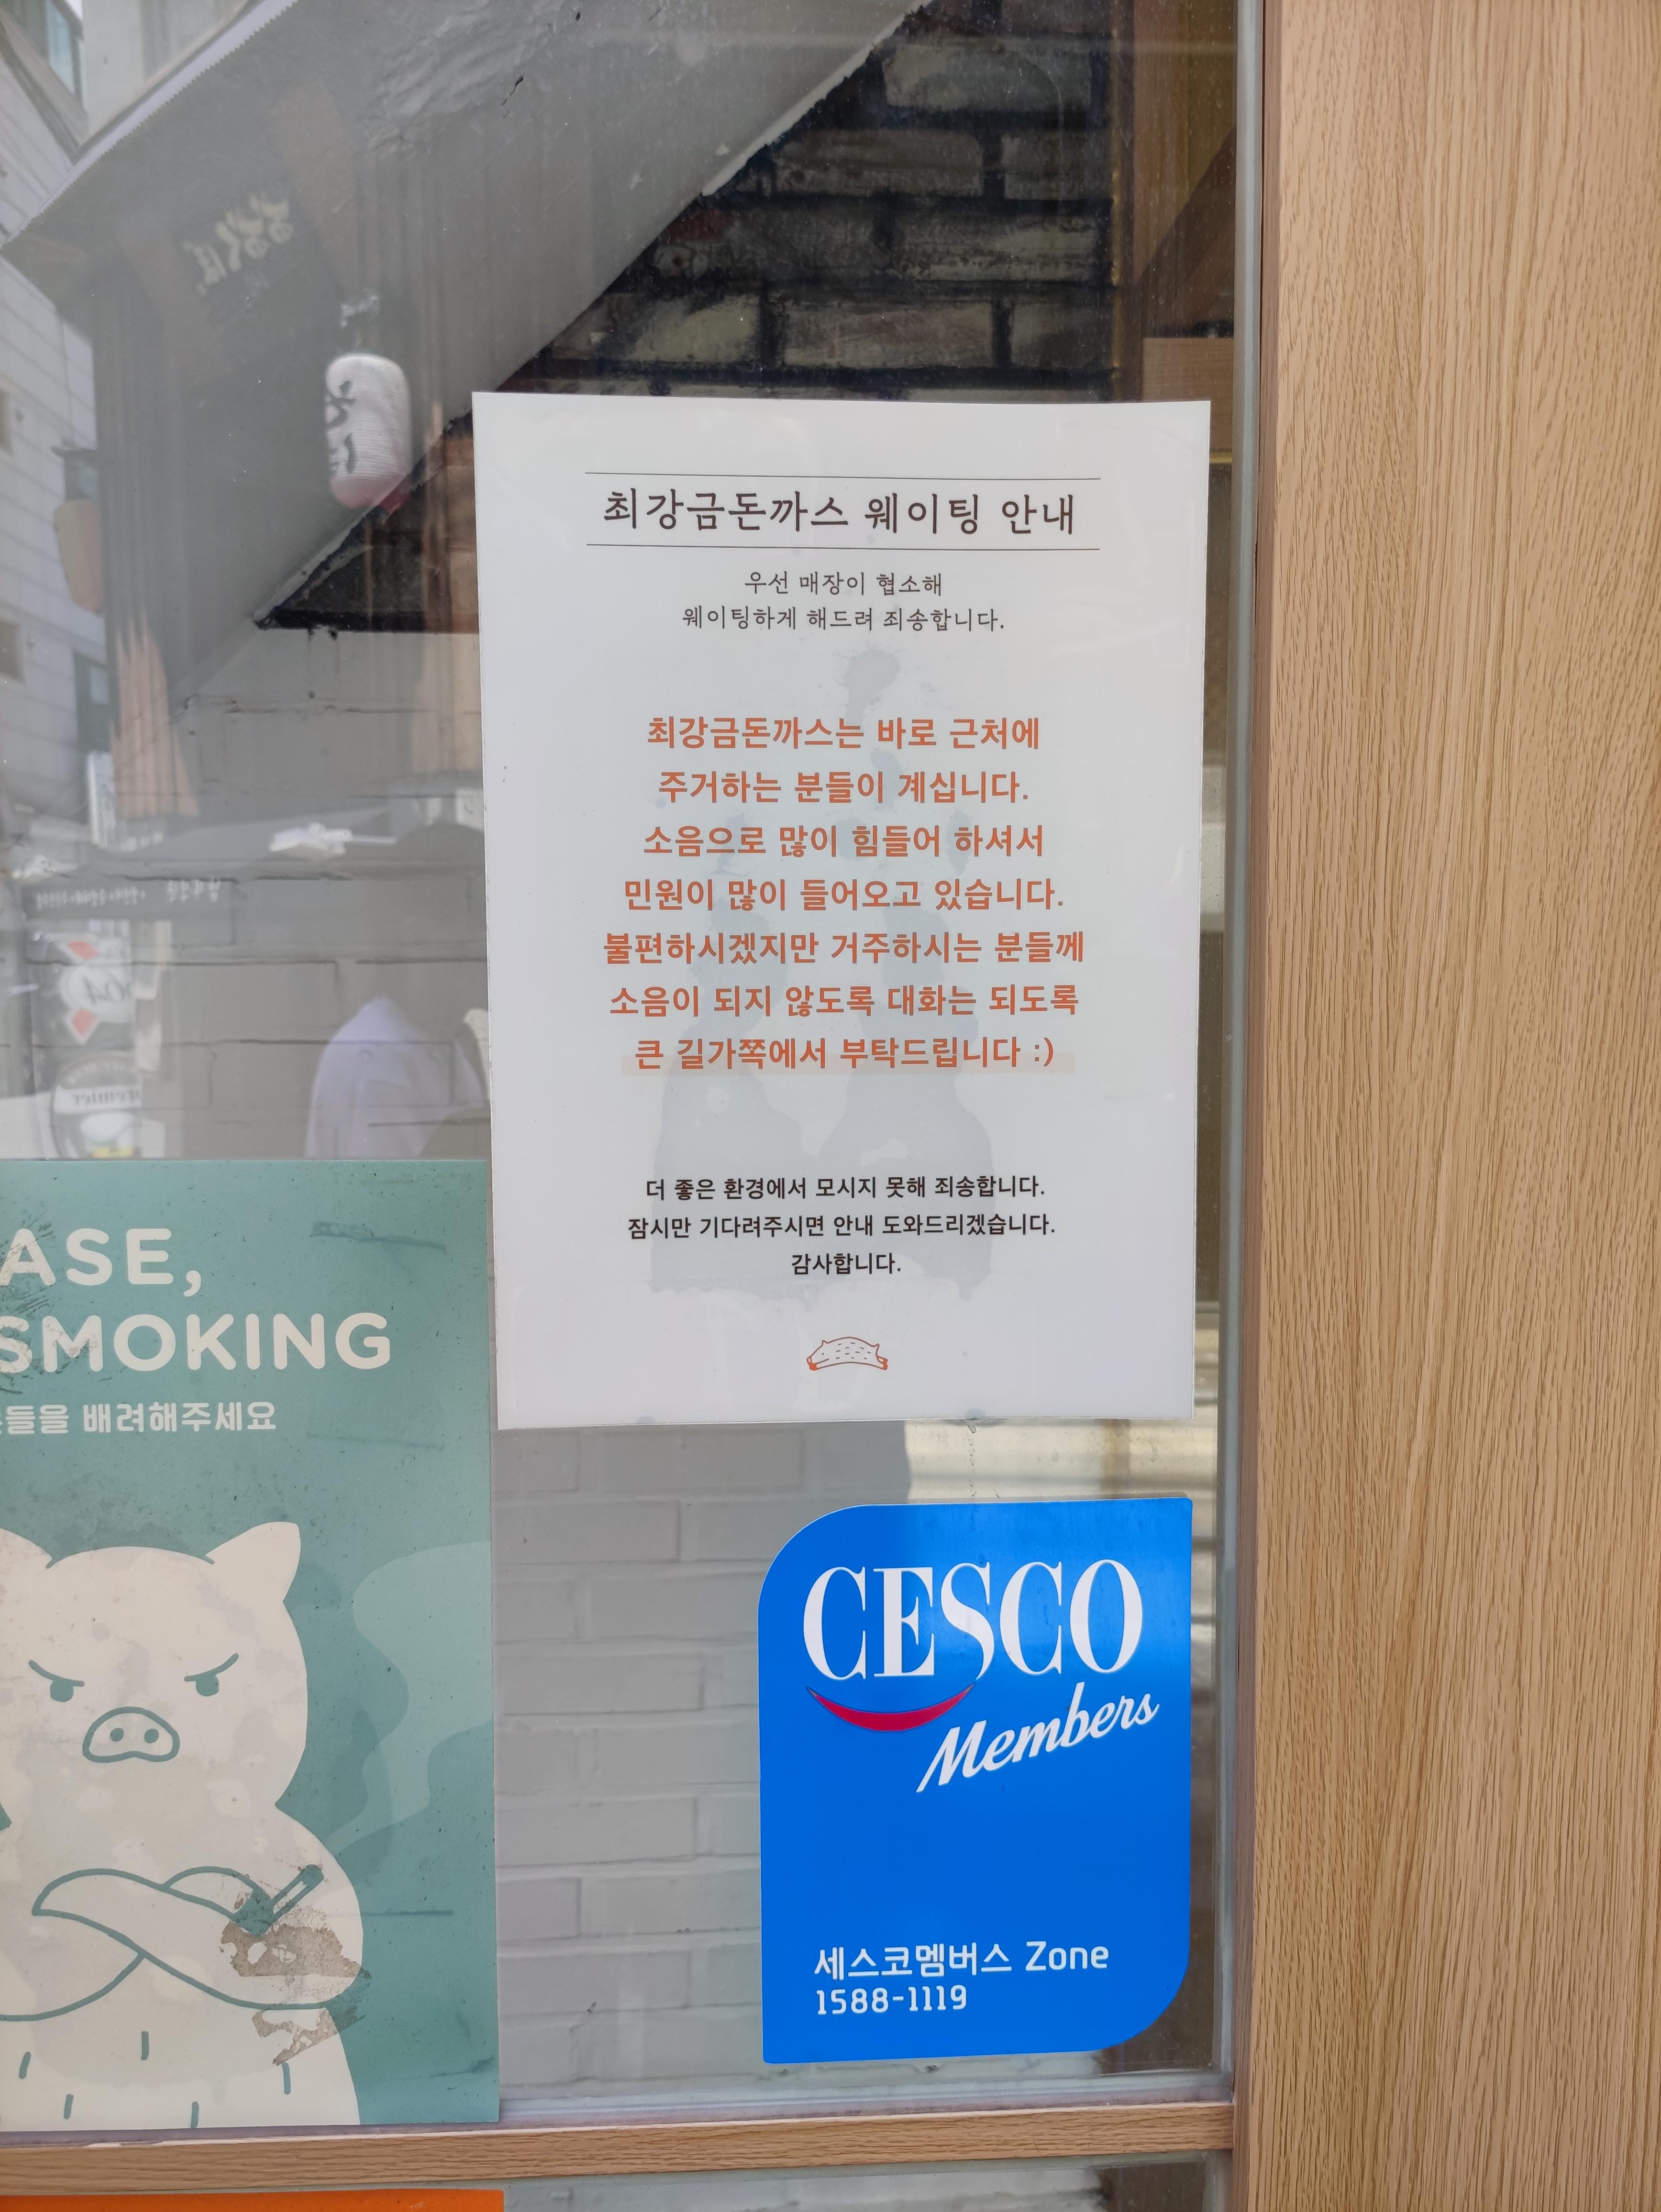 최강금돈까스 웨이팅 안내
우선 매장이 협소해
웨이팅하게 해드려 죄송합니다.
최강금돈까스는 바로 근처에
주거하는 분들이 계십니다.
소음으로 많이 힘들어 하셔서
민원이 많이 들어오고 있습니다.
불편하시겠지만 거주하시는 분들께
소음이 되지 않도록 대화는 되도록
큰 길가쪽에서 부탁드립니다 :)
더 좋은 환경에서 모시지 못해 죄송합니다.
잠시만 기다려주시면 안내 도와드리겠습니다.
감사합니다.
ASE,
SMOKING
들을 배려해주세요
CESCO
Members
세스코멤버스 Zone
1588-1119